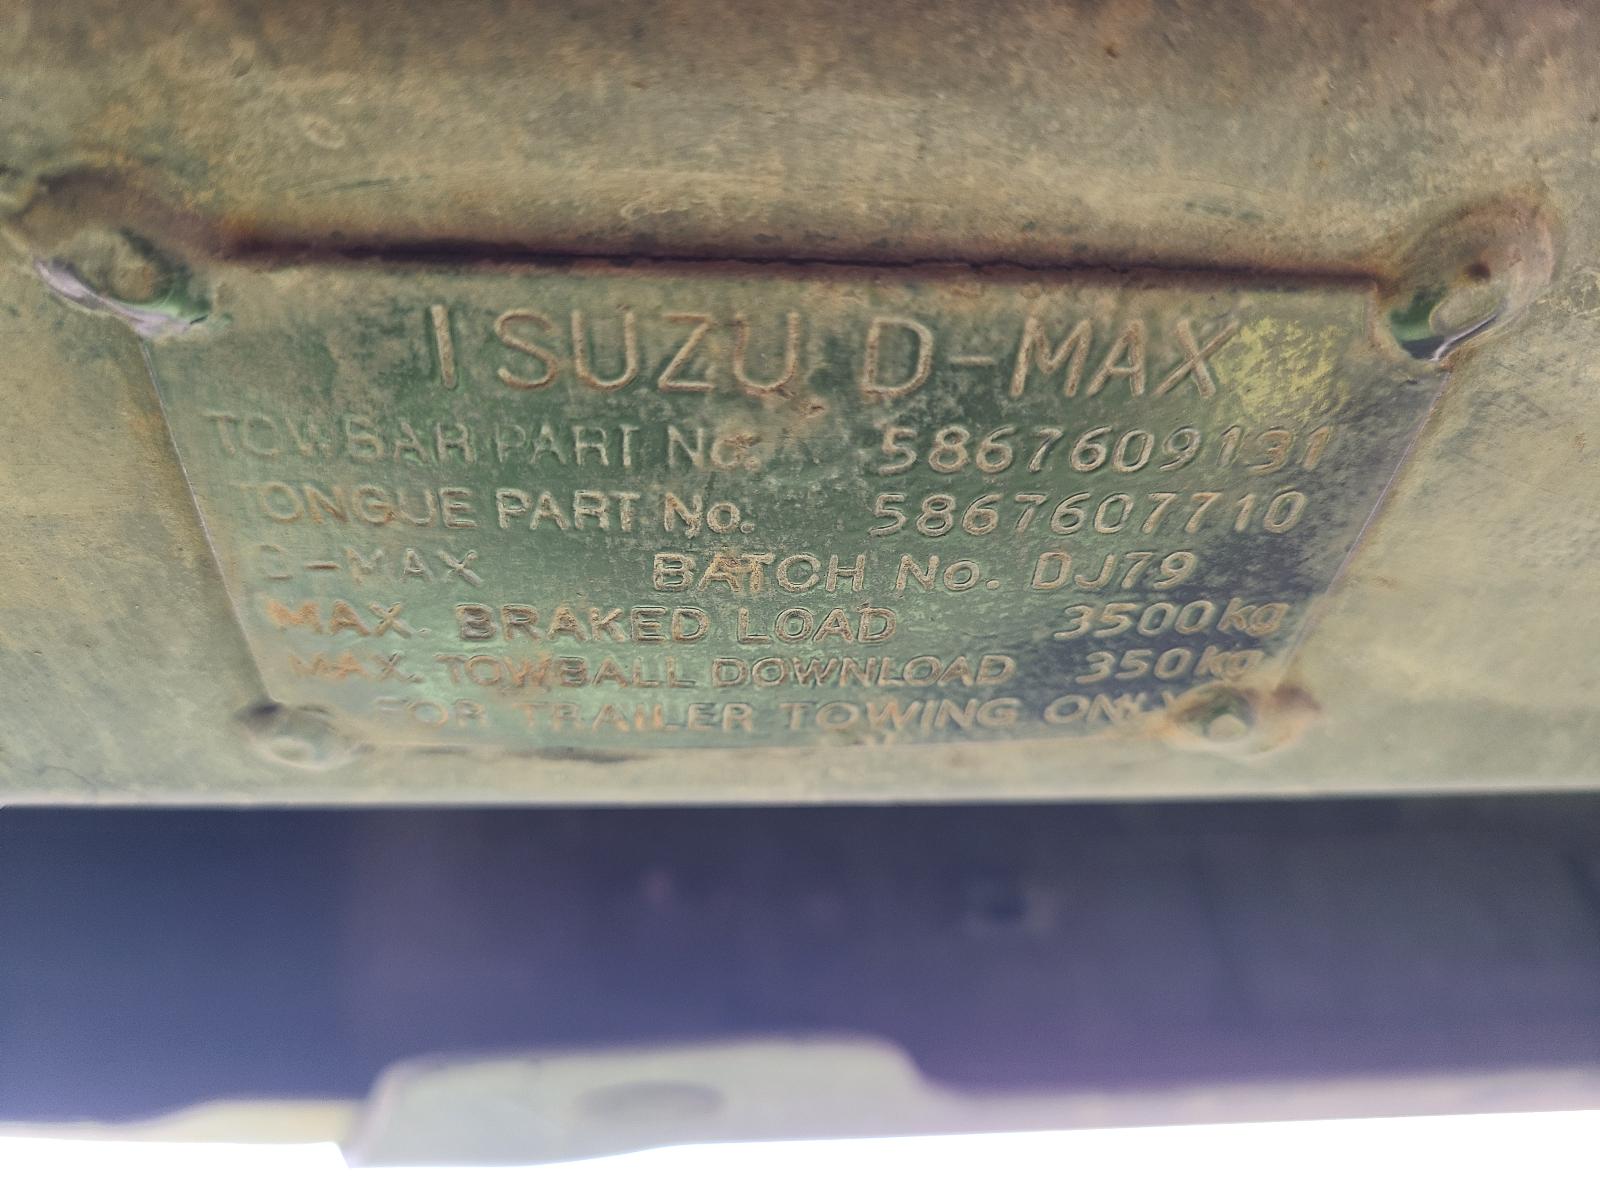 ISUZU D-MAX
TOWBAR PART No. 5867609131
TONGUE PART No. 5867607710
D-MAX BATCH No. DJ79
MAX. BRAKED LOAD 3500kg
MAX. TOWBALL DOWNLOAD 350kg
FOR TRAILER TOWING ONLY